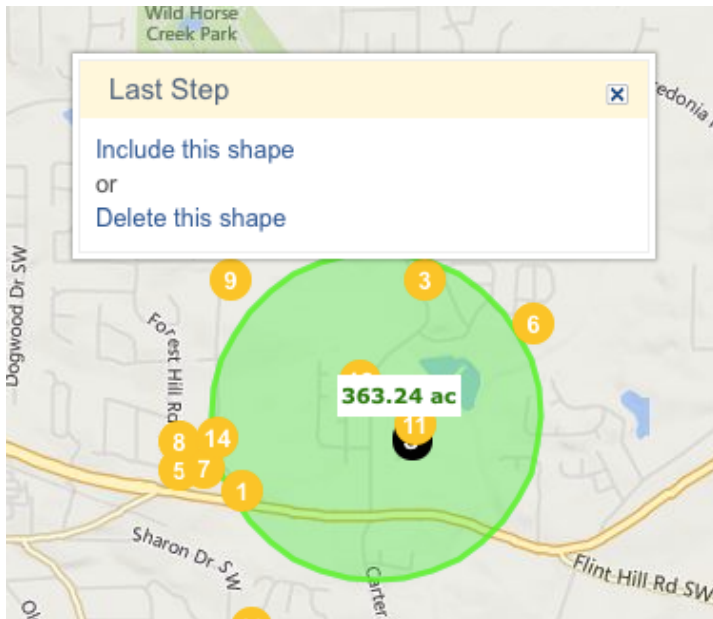 Wild Horse
Creek Park
Last Step
Include this shape
or
Delete this shape
Dogwood Dr SW
9
3
6
Forest Hill Rd
363.24 ac
11
8
14
5
7
1
Sharon Dr SW
Carter
Flint Hill Rd SW